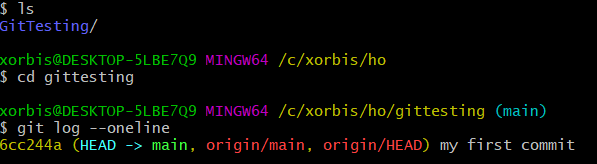 $ ls
GitTesting/
xorbis@DESKTOP-5LBE7Q9 MINGW64 /c/xorbis/ho
$ cd gittesting
xorbis@DESKTOP-5LBE7Q9 MINGW64 /c/xorbis/ho/gittesting (main)
$ git log --oneline
6cc244a (HEAD -> main, origin/main, origin/HEAD) my first commit